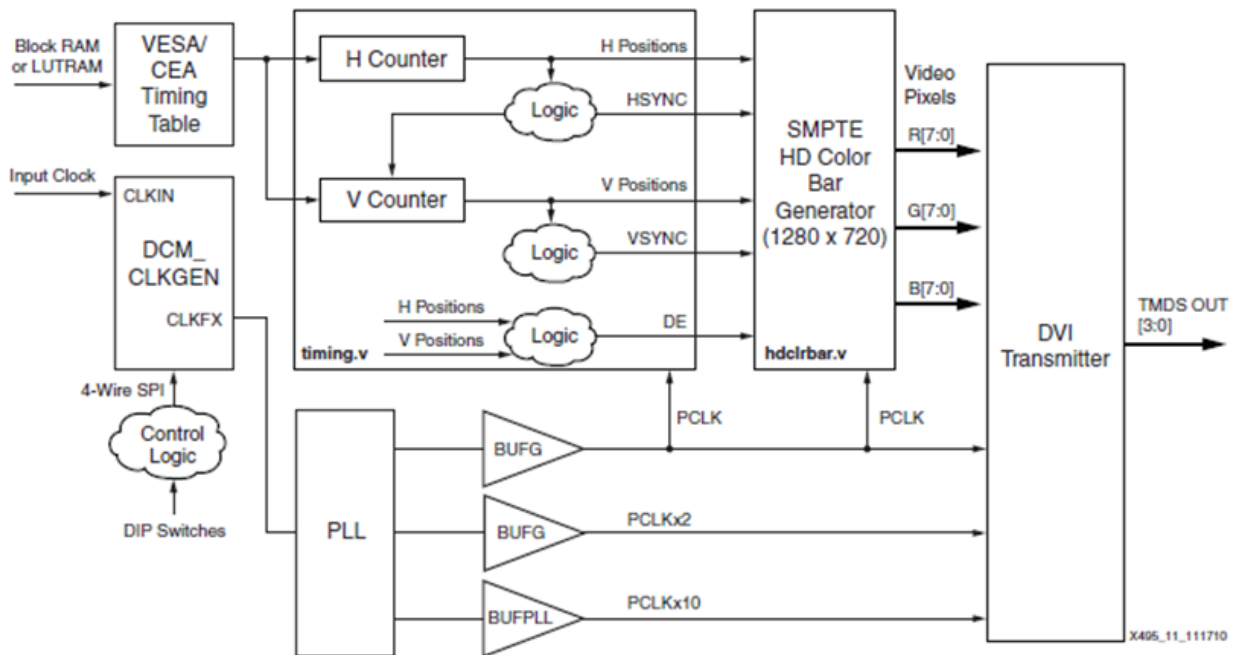 Block RAM
or LUTRAM
VESA/
CEA
Timing
Table
Input Clock
CLKIN
DCM_
CLKGEN
CLKFX
4-Wire SPI
Control
Logic
DIP Switches
H Counter
H Positions
Logic
HSYNC
V Counter
V Positions
Logic
VSYNC
H Positions
V Positions
Logic
DE
timing.v
SMPTE
HD Color
Bar
Generator
(1280 x 720)
hdclrbar.v
Video
Pixels
R[7:0]
G[7:0]
B[7:0]
DVI
Transmitter
TMDS OUT
[3:0]
PCLK
PCLK
PLL
BUFG
BUFG
PCLKx2
BUFPLL
PCLKx10
X495_11_111710